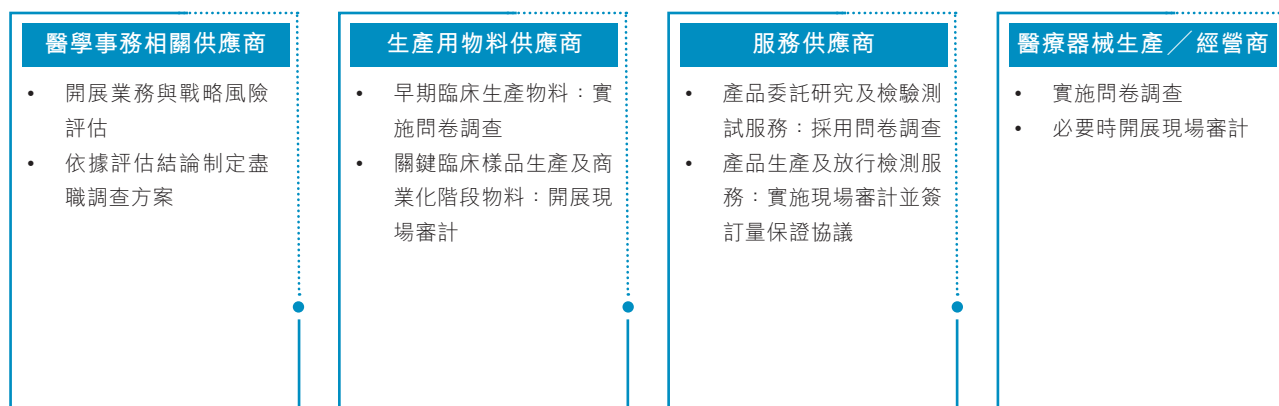 醫學事務相關供應商
• 開展業務與戰略風險
評估
• 依據評估結論制定盡
職調查方案
生產用物料供應商
• 早期臨床生產物料：實
施問卷調查
• 關鍵臨床樣品生產及商
業化階段物料：開展現
場審計
服務供應商
• 產品委託研究及檢驗測
試服務：採用問卷調查
• 產品生產及放行檢測服
務：實施現場審計並簽
訂量保證協議
醫療器械生產／經營商
• 實施問卷調查
• 必要時開展現場審計